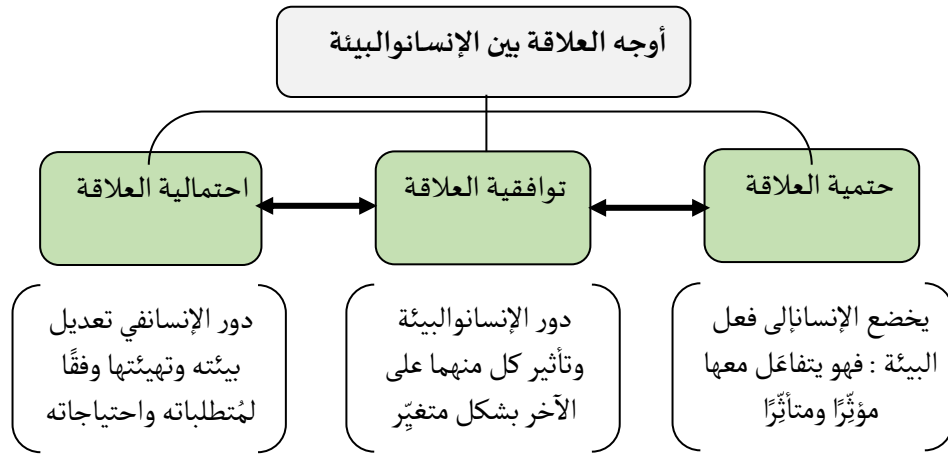 أوجه العلاقة بين الإنسانوالبيئة
حتمية العلاقة
توافقية العلاقة
احتمالية العلاقة
يخضع الإنسانإلى فعل
البيئة : فهو يتفاعَل معها
مؤثِّرًا ومتأثِّرًا
دور الإنسانوالبيئة
وتأثير كل منهما على
الآخر بشكل متغيِّر
دور الإنسانفي تعديل
بيئته وتهيئتها وفقًا
لمُتطلباته واحتياجاته